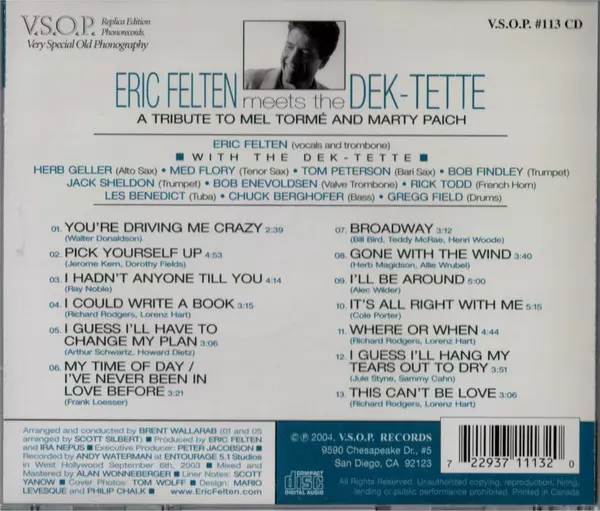 V.S.O.P. Replica Edition Phonorecords.
Very Special Old Phonography
V.S.O.P. #113 CD
ERIC FELTEN meets the DEK-TETTE
A TRIBUTE TO MEL TORMÉ AND MARTY PAICH
ERIC FELTEN (vocals and trombone)
■ WITH THE DEK-TETTE ■
HERB GELLER (Alto Sax) • MED FLORY (Tenor Sax) • TOM PETERSON (Bari Sax) • BOB FINDLEY (Trumpet)
JACK SHELDON (Trumpet) • BOB ENEVOLDSEN (Valve Trombone) • RICK TODD (French Horn)
LES BENEDICT (Tuba) • CHUCK BERGHOFER (Bass) • GREGG FIELD (Drums)
01. YOU'RE DRIVING ME CRAZY 2:39
(Walter Donaldson)
02. PICK YOURSELF UP 4:53
(Jerome Kern, Dorothy Fields)
03. I HADN'T ANYONE TILL YOU 4:14
(Ray Noble)
04. I COULD WRITE A BOOK 3:15
(Richard Rodgers, Lorenz Hart)
05. I GUESS I'LL HAVE TO
CHANGE MY PLAN 3:06
(Arthur Schwartz, Howard Dietz)
06. MY TIME OF DAY /
I'VE NEVER BEEN IN
LOVE BEFORE 3:21
(Frank Loesser)
07. BROADWAY 3:12
(Bill Bird, Teddy McRae, Henri Woode)
08. GONE WITH THE WIND 3:40
(Herb Magidson, Allie Wrubel)
09. I'LL BE AROUND 5:00
(Alec Wilder)
10. IT'S ALL RIGHT WITH ME 5:15
(Cole Porter)
11. WHERE OR WHEN 4:44
(Richard Rodgers, Lorenz Hart)
12. I GUESS I'LL HANG MY
TEARS OUT TO DRY 3:51
(Jule Styne, Sammy Cahn)
13. THIS CAN'T BE LOVE 3:06
(Richard Rodgers, Lorenz Hart)
Arranged and conducted by BRENT WALLARAB (01 and 05
arranged by SCOTT SILBERT) ■ Produced by ERIC FELTEN
and IRA NEPUS ■ Executive Producer: PETER JACOBSON ■
Recorded by ANDY WATERMAN at ENTOURAGE 5.1 Studios
in West Hollywood September 6th, 2003 ■ Mixed and
Mastered by ALAN WONNEBERGER ■ Liner Notes: SCOTT
YANOW ■ Cover Photo: TOM WOLFF ■ Design: MARIO
LEVESQUE and PHILIP CHALK ■ www.EricFelten.com
© ℗ 2004, V.S.O.P. RECORDS
9590 Chesapeake Dr., #5
San Diego, CA 92123
COMPACT
disc
DIGITAL AUDIO
7 22937 11132 0
All Rights Reserved. Unauthorized copying, reproduction, hiring,
lending or public performance prohibited. Printed in Canada